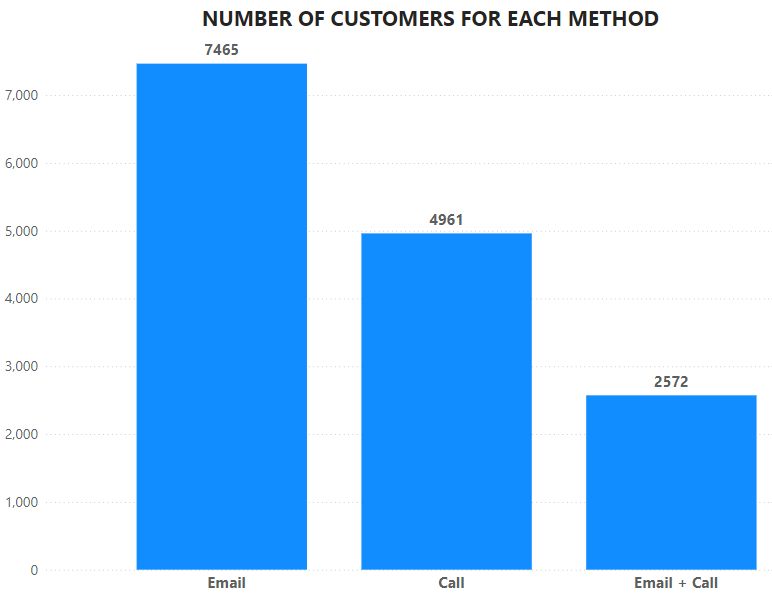 NUMBER OF CUSTOMERS FOR EACH METHOD
7465
7,000
6,000
4961
5,000
4,000
3,000
2572
2,000
1,000
0
Email
Call
Email + Call